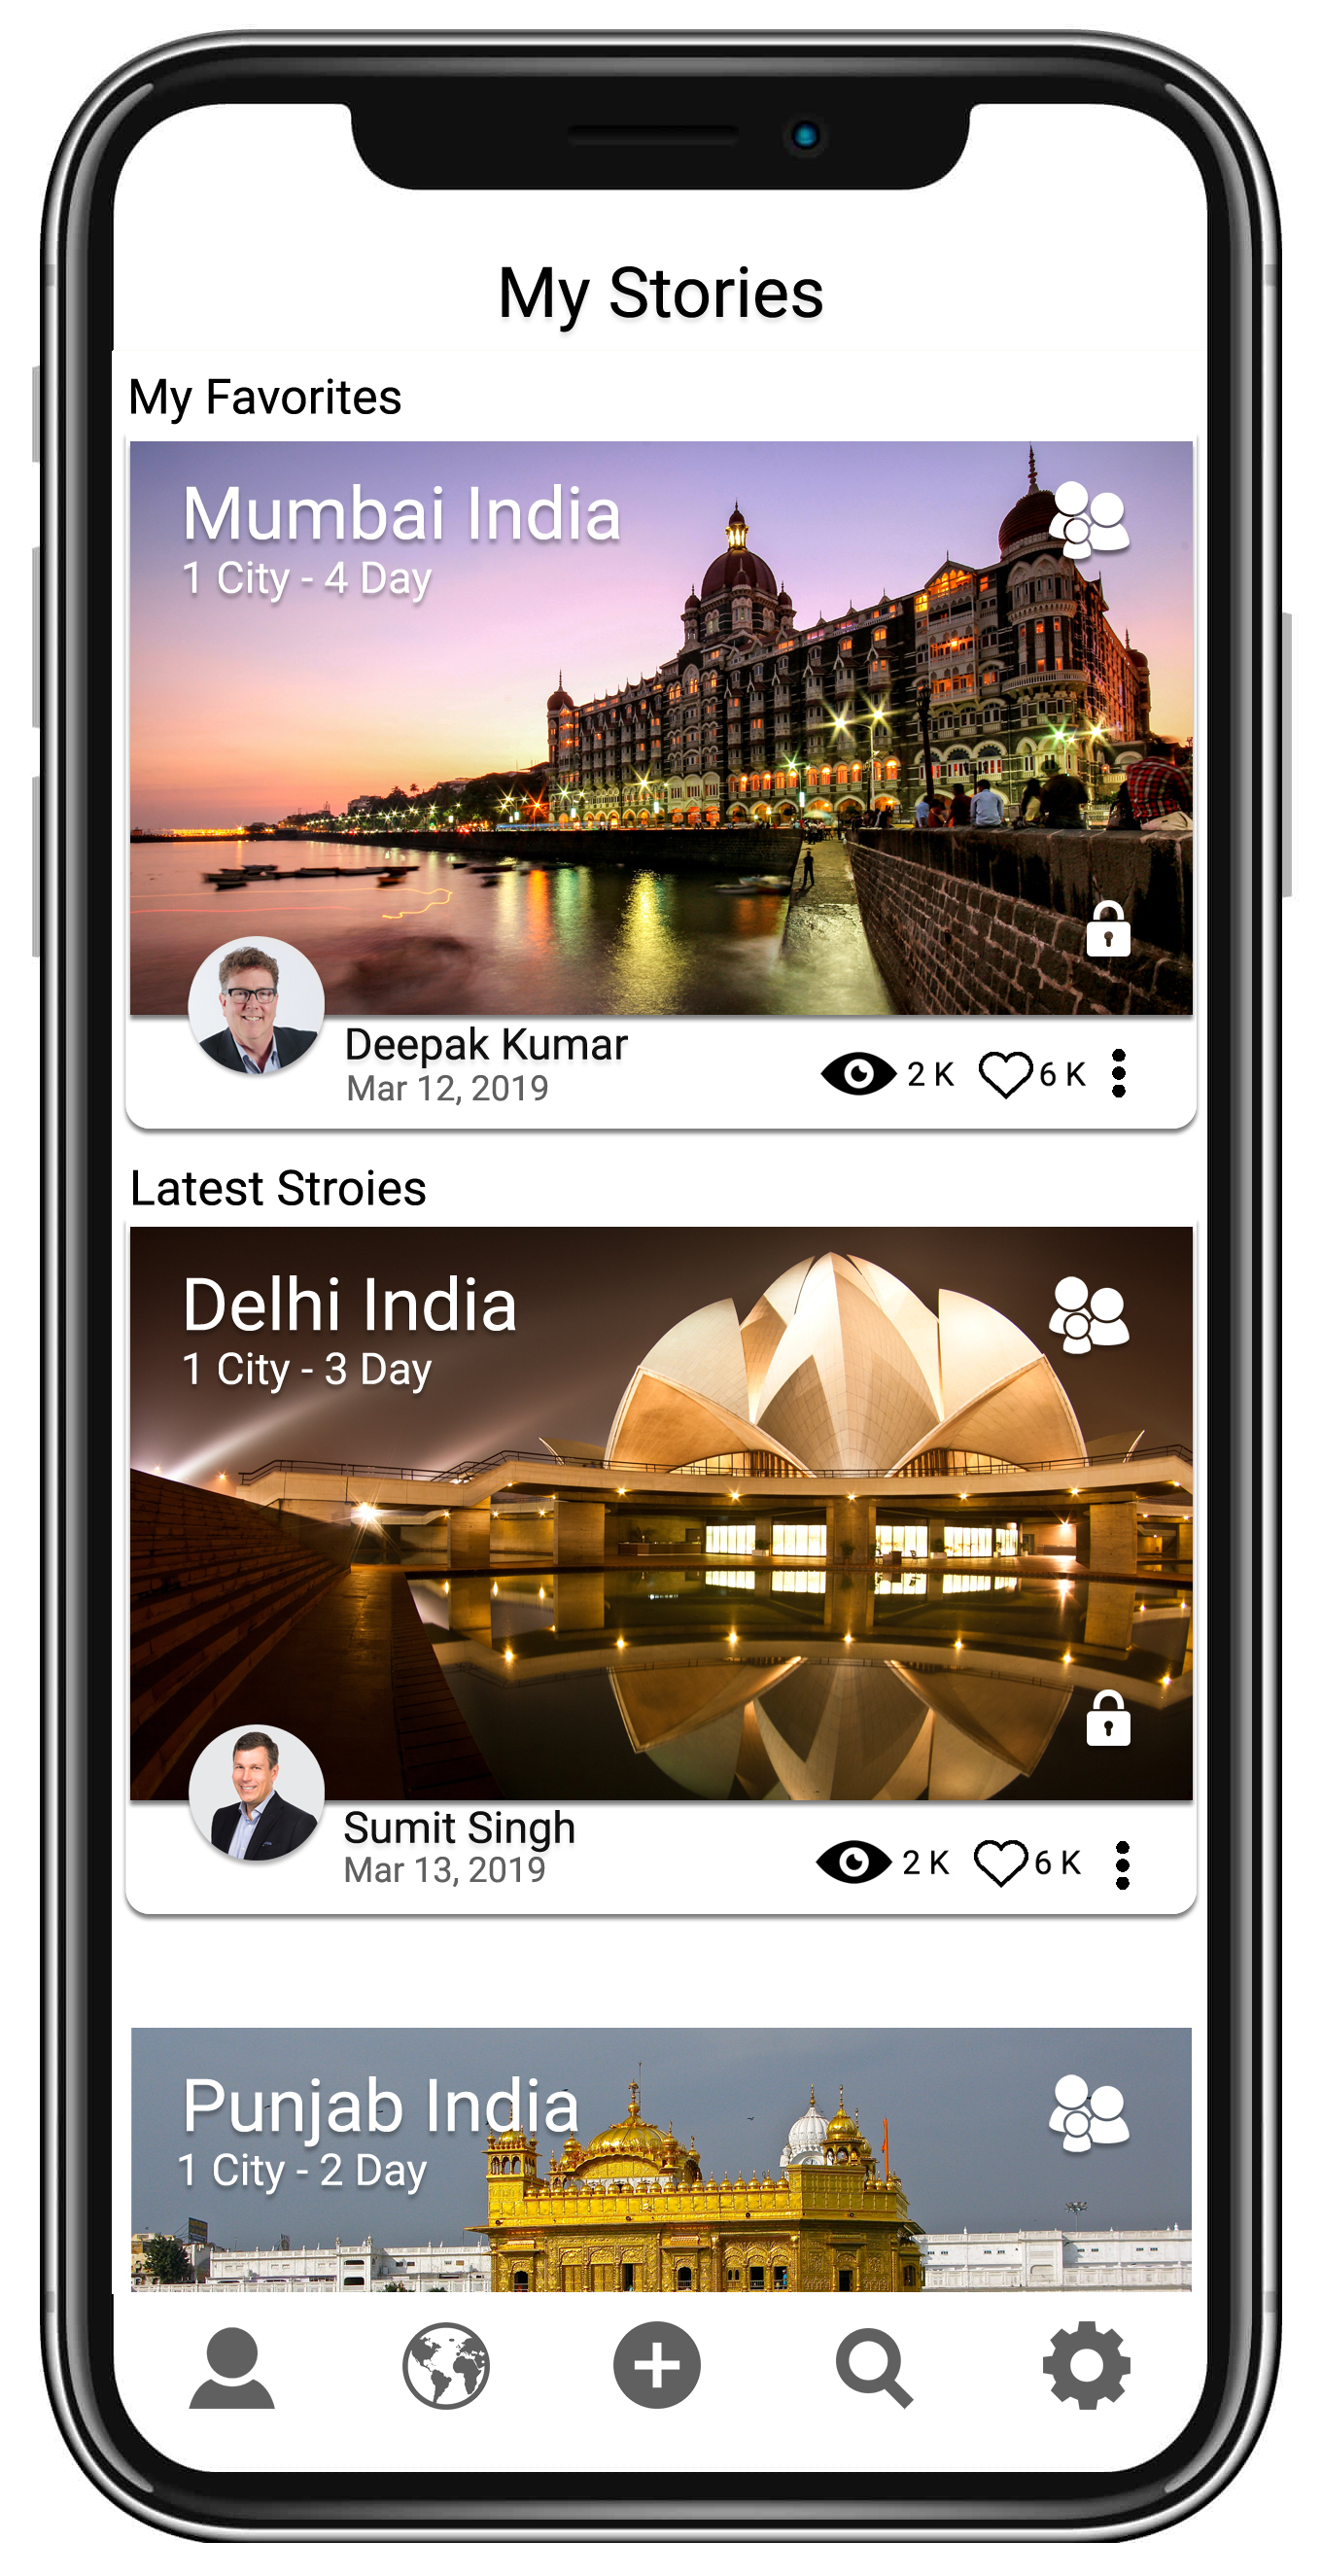 My Stories
My Favorites
Mumbai India
1 City - 4 Day
Deepak Kumar
Mar 12, 2019
2 K
6 K
Latest Stroies
Delhi India
1 City - 3 Day
Sumit Singh
Mar 13, 2019
2 K
6 K
Punjab India
1 City - 2 Day